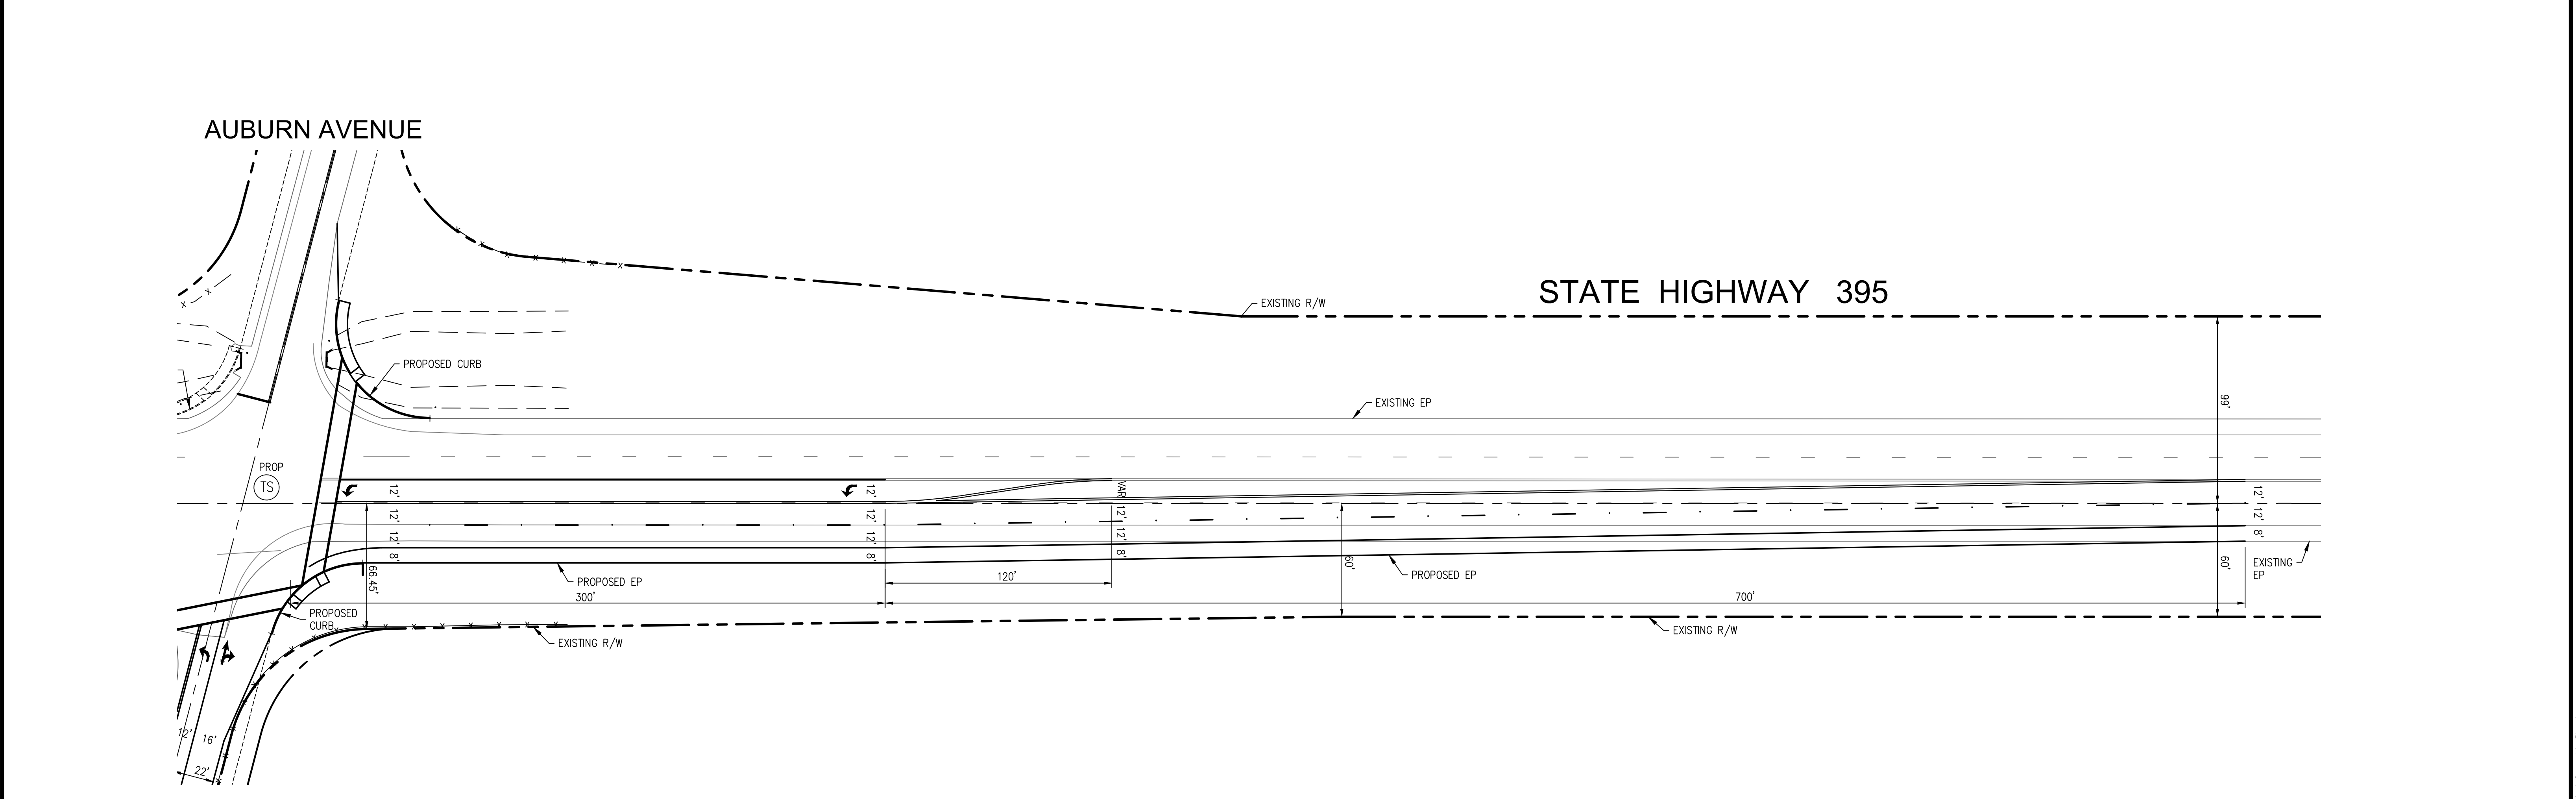 AUBURN AVENUE
STATE HIGHWAY 395
EXISTING R/W
PROPOSED CURB
EXISTING EP
99'
PROP
TS
12'
12'
12'
8'
12'
12'
12'
8'
VAR
12'
12'
8'
12'
12'
8'
66.45'
60'
60'
PROPOSED EP
120'
PROPOSED EP
EXISTING
EP
300'
700'
PROPOSED
CURB
EXISTING R/W
EXISTING R/W
12'
16'
22'